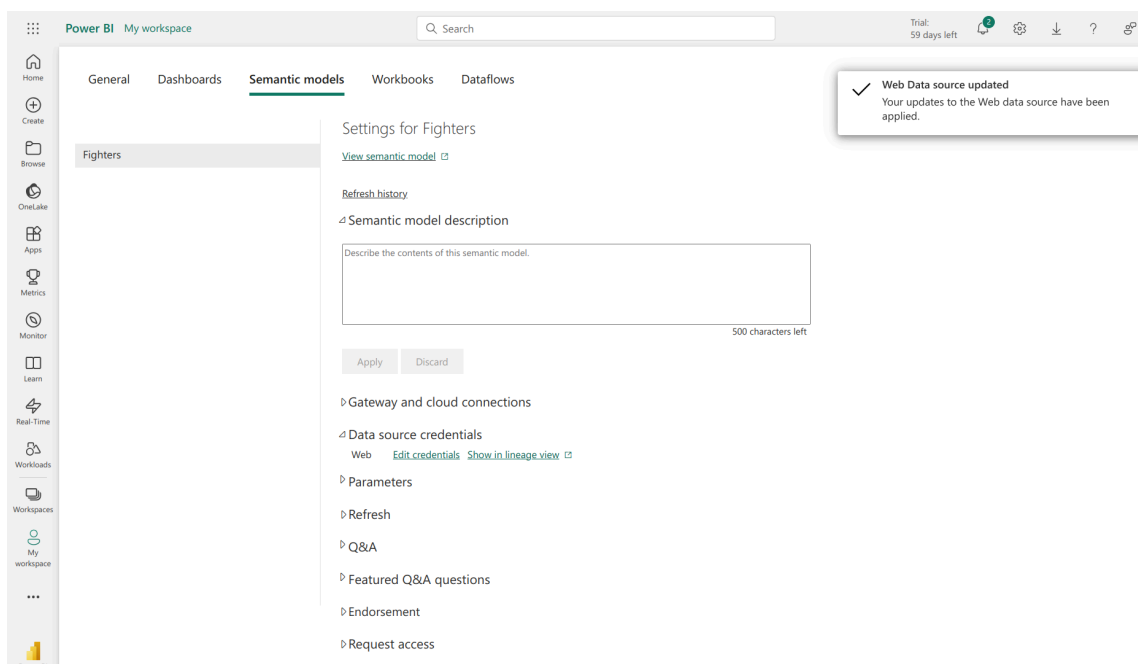 Power BI My workspace
Search
Trial:
59 days left
2
?
Home
Create
Browse
OneLake
Apps
Metrics
Monitor
Learn
Real-Time
Workloads
Workspaces
My
workspace
General Dashboards Semantic models Workbooks Dataflows
Web Data source updated
Your updates to the Web data source have been
applied.
Fighters
Settings for Fighters
View semantic model
Refresh history
Semantic model description
Describe the contents of this semantic model.
500 characters left
Apply Discard
Gateway and cloud connections
Data source credentials
Web Edit credentials Show in lineage view
Parameters
Refresh
Q&A
Featured Q&A questions
Endorsement
Request access